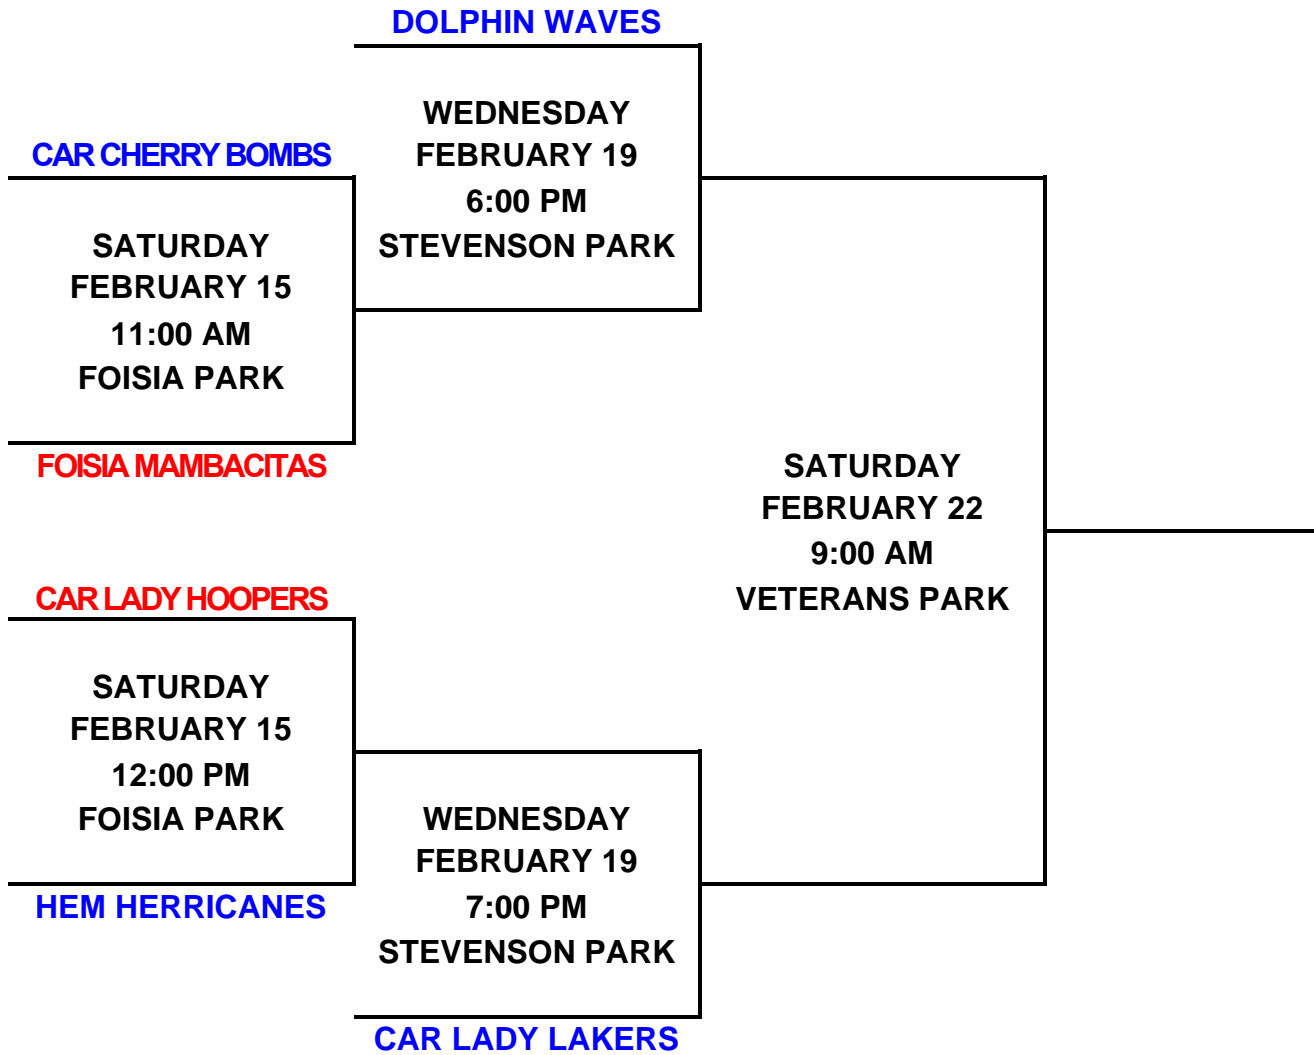 DOLPHIN WAVES
WEDNESDAY
FEBRUARY 19
6:00 PM
STEVENSON PARK
CAR CHERRY BOMBS
SATURDAY
FEBRUARY 15
11:00 AM
FOISIA PARK
FOISIA MAMBACITAS
SATURDAY
FEBRUARY 22
9:00 AM
VETERANS PARK
CAR LADY HOOPERS
SATURDAY
FEBRUARY 15
12:00 PM
FOISIA PARK
HEM HERRICANES
WEDNESDAY
FEBRUARY 19
7:00 PM
STEVENSON PARK
CAR LADY LAKERS